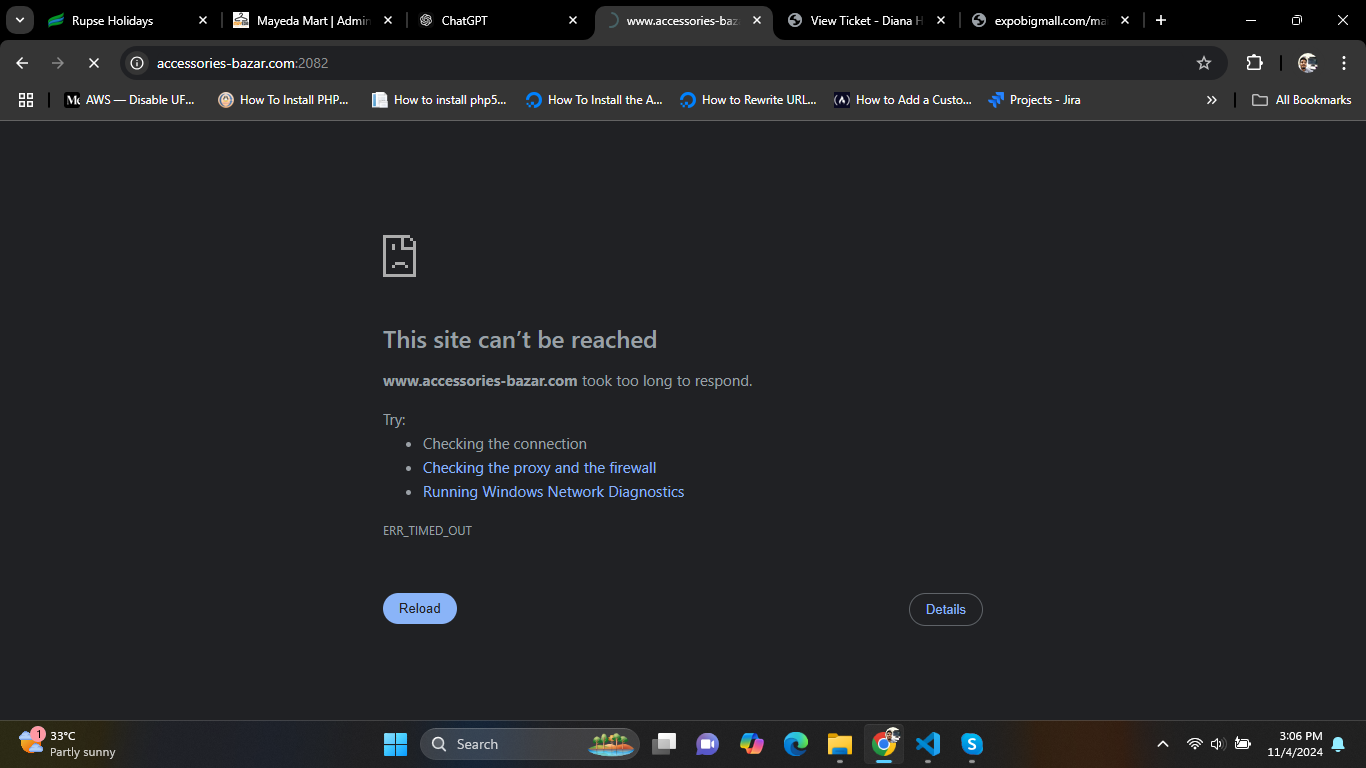 Rupse Holidays
Mayeda Mart | Admin
ChatGPT
www.accessories-baz
View Ticket - Diana H
expobigmall.com/ma
accessories-bazar.com:2082
AWS — Disable UF...
How To Install PHP...
How to install php5...
How To Install the A...
How to Rewrite URL...
How to Add a Custo...
Projects - Jira
»
All Bookmarks
This site can’t be reached
www.accessories-bazar.com took too long to respond.
Try:
• Checking the connection
• Checking the proxy and the firewall
• Running Windows Network Diagnostics
ERR_TIMED_OUT
Reload
Details
1
33°C
Partly sunny
Search
3:06 PM
11/4/2024